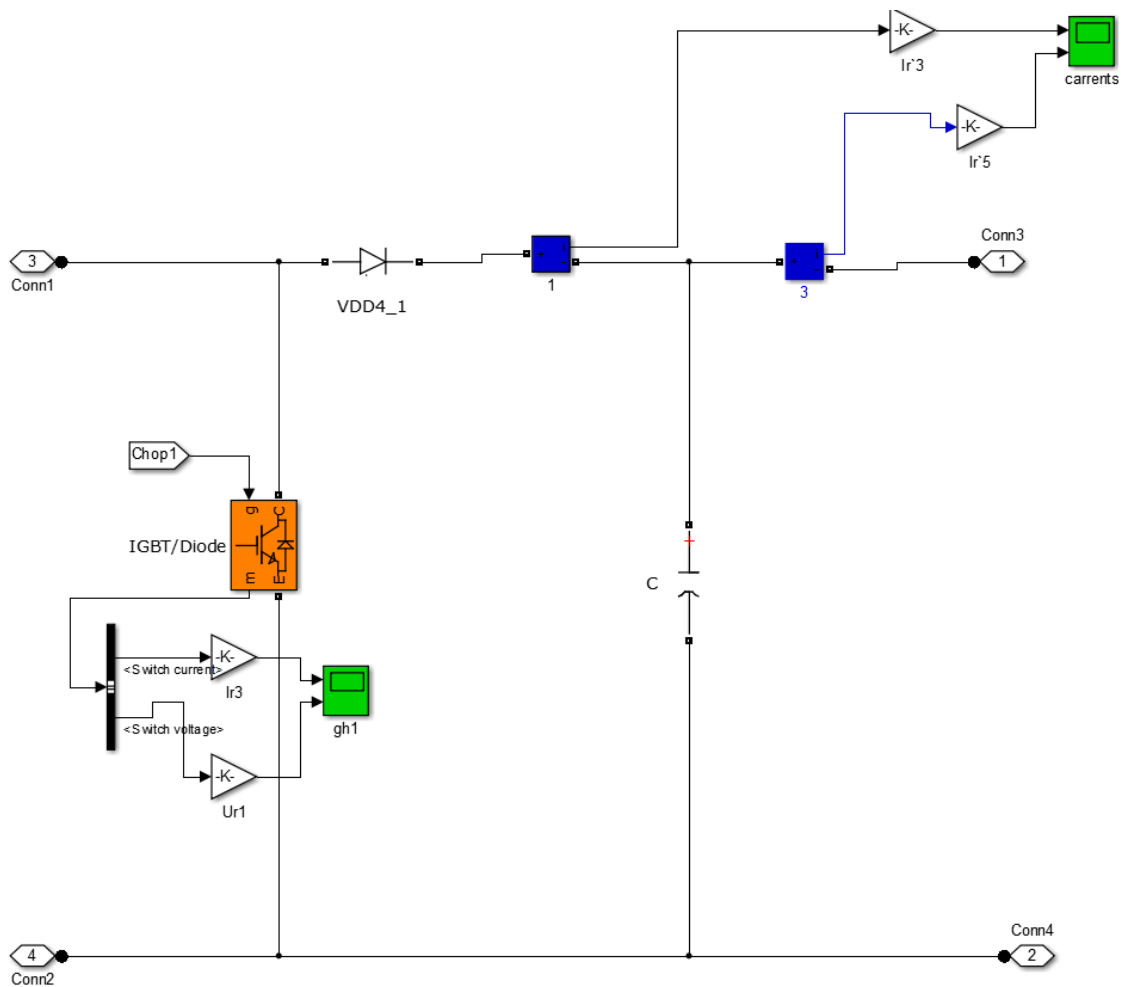 -K-
Ir`3
carrents
-K-
Ir`5
Conn3
3
1
Conn1
VDD4_1
1
3
Chop1
g
C
IGBT/Diode
m
E
C
+
<Switch current>
-K-
Ir3
gh1
<Switch voltage>
-K-
Ur1
Conn4
4
2
Conn2